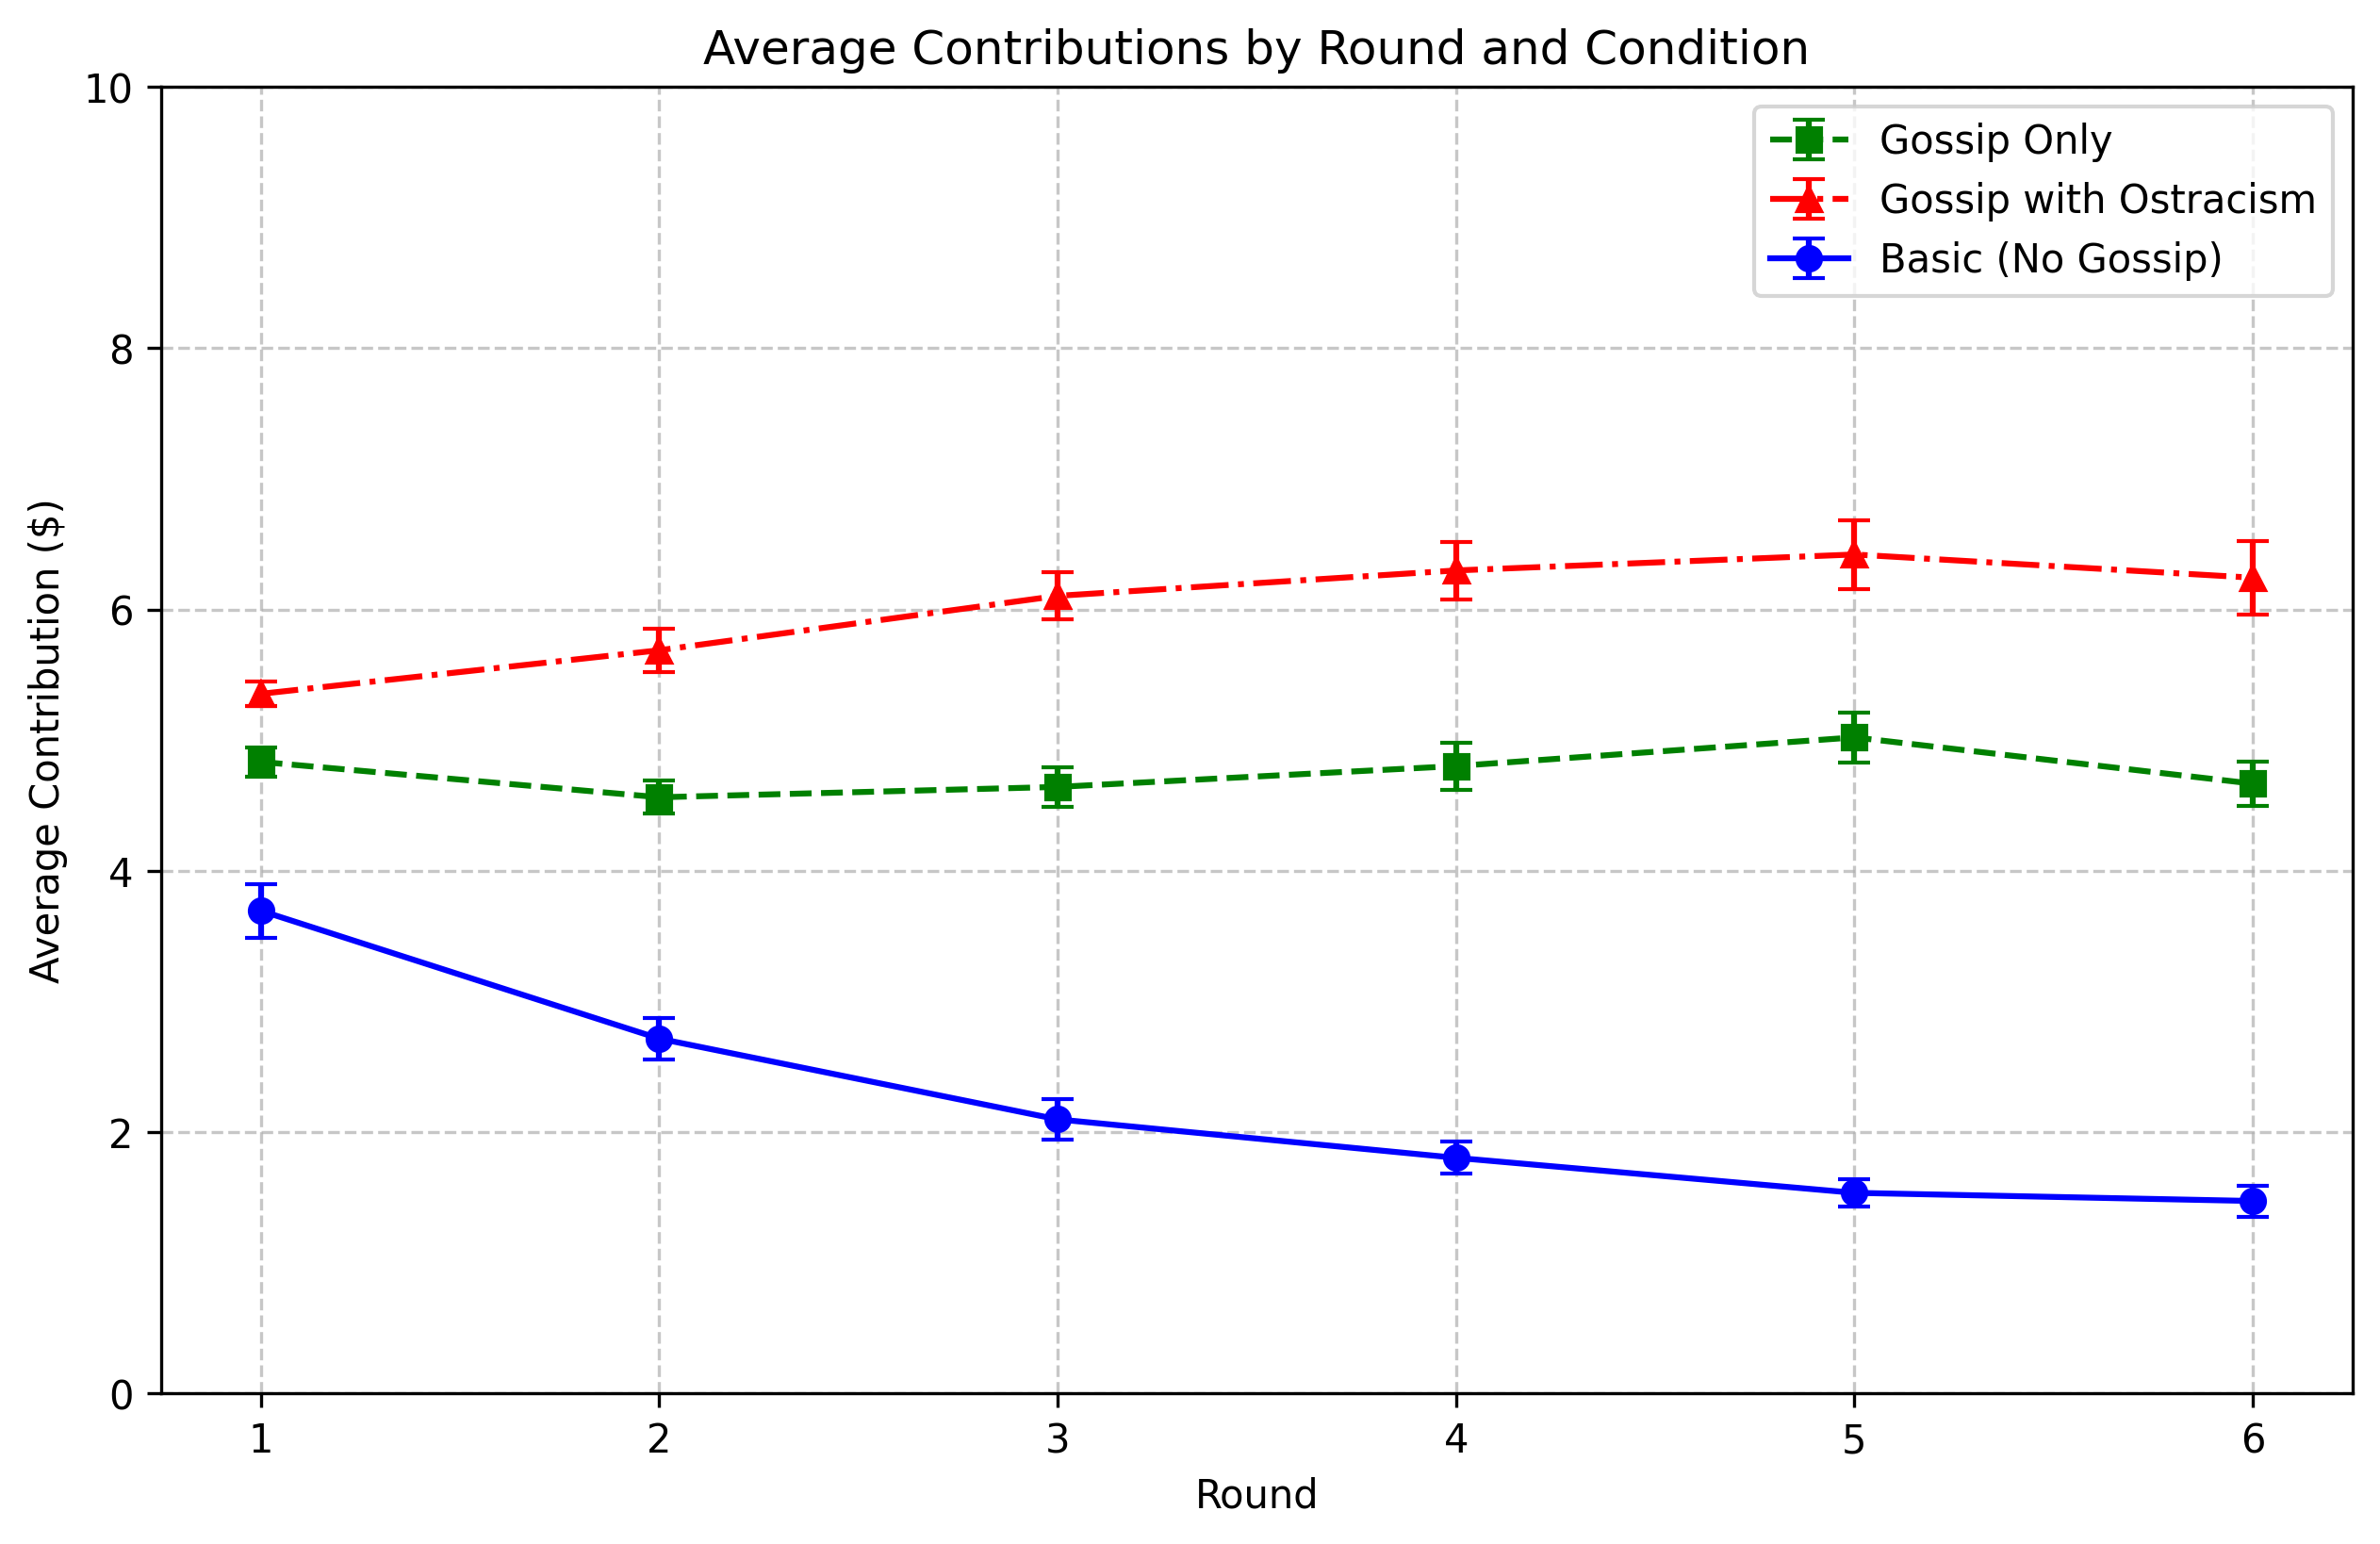 Average Contributions by Round and Condition
10
8
6
4
2
0
Average Contribution ($)
Gossip Only
Gossip with Ostracism
Basic (No Gossip)
1 2 3 4 5 6
Round